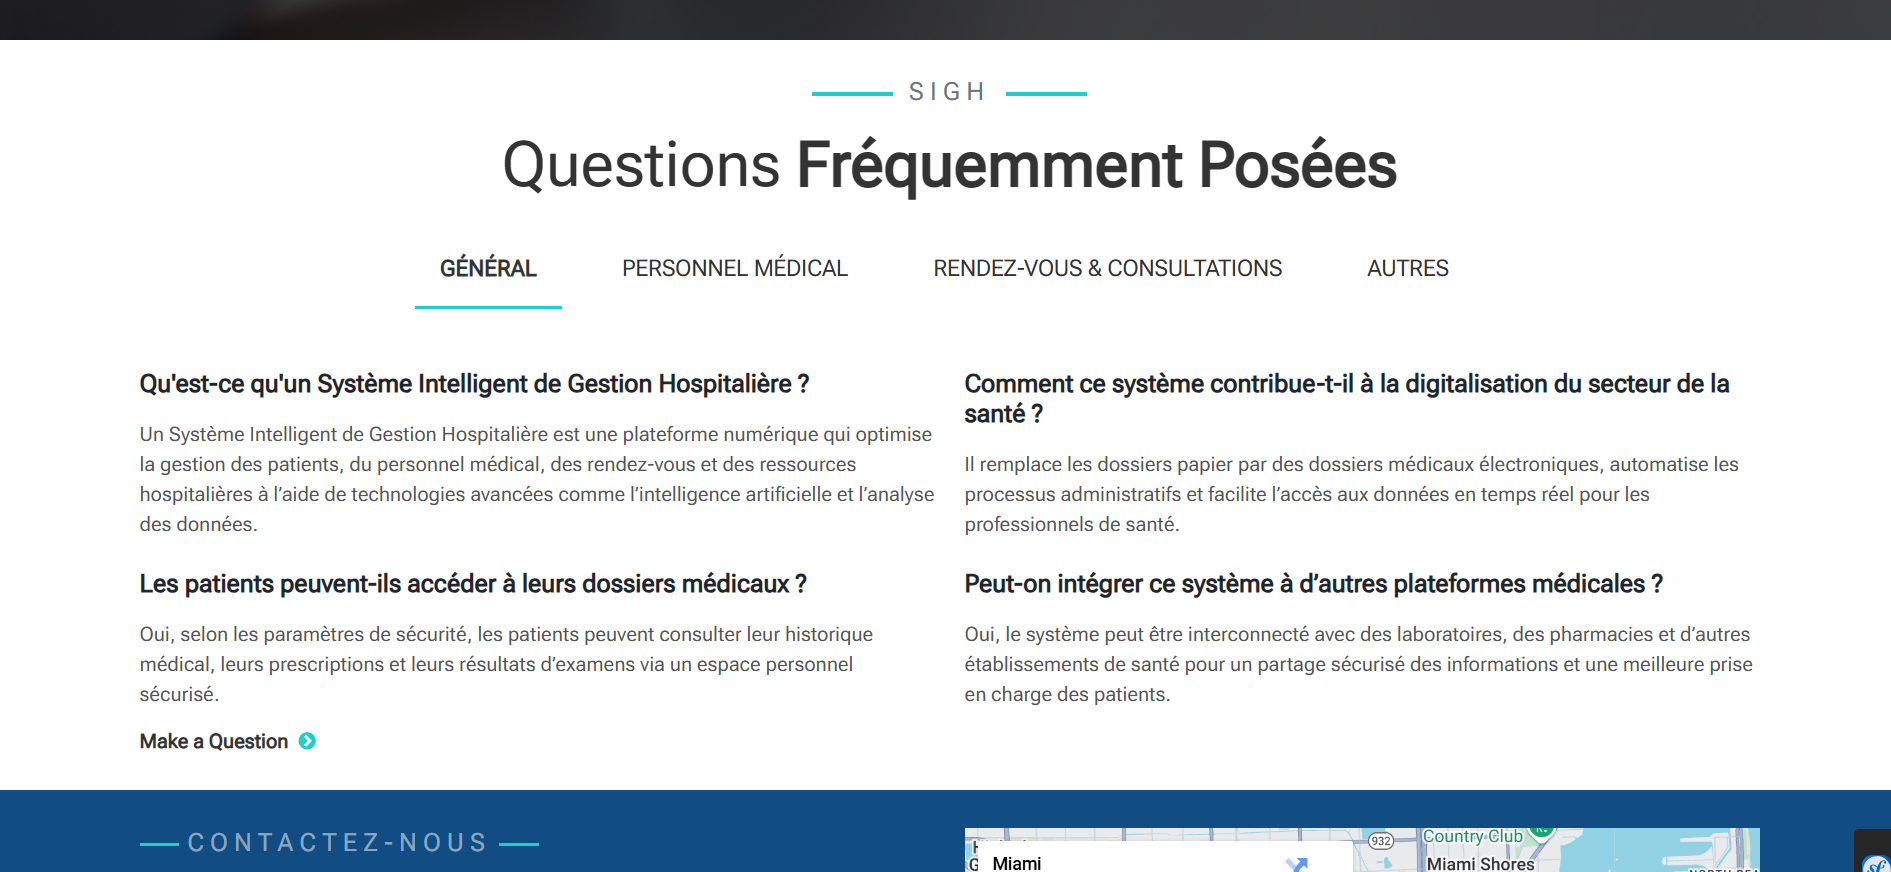 SIGH
Questions Fréquemment Posées
GÉNÉRAL
PERSONNEL MÉDICAL
RENDEZ-VOUS & CONSULTATIONS
AUTRES
Qu'est-ce qu'un Système Intelligent de Gestion Hospitalière ?
Un Système Intelligent de Gestion Hospitalière est une plateforme numérique qui optimise
la gestion des patients, du personnel médical, des rendez-vous et des ressources
hospitalières à l’aide de technologies avancées comme l’intelligence artificielle et l’analyse
des données.
Comment ce système contribue-t-il à la digitalisation du secteur de la
santé ?
Il remplace les dossiers papier par des dossiers médicaux électroniques, automatise les
processus administratifs et facilite l’accès aux données en temps réel pour les
professionnels de santé.
Les patients peuvent-ils accéder à leurs dossiers médicaux ?
Oui, selon les paramètres de sécurité, les patients peuvent consulter leur historique
médical, leurs prescriptions et leurs résultats d’examens via un espace personnel
sécurisé.
Peut-on intégrer ce système à d’autres plateformes médicales ?
Oui, le système peut être interconnecté avec des laboratoires, des pharmacies et d’autres
établissements de santé pour un partage sécurisé des informations et une meilleure prise
en charge des patients.
Make a Question
CONTACTEZ-NOUS
932
Country Club
Miami
Miami Shores